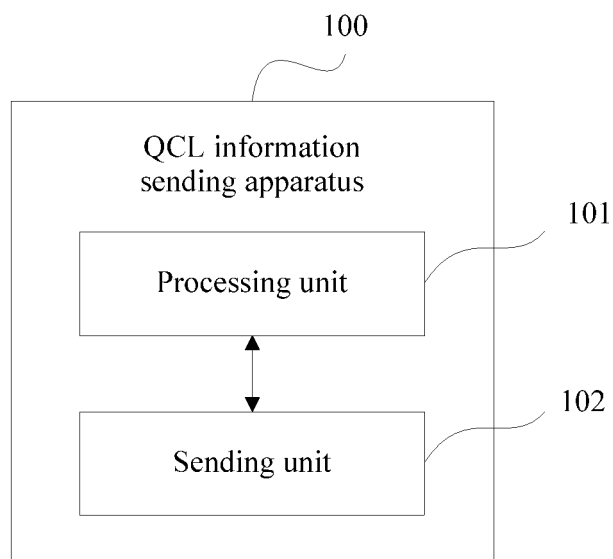 100
QCL information
sending apparatus
101
Processing unit
102
Sending unit